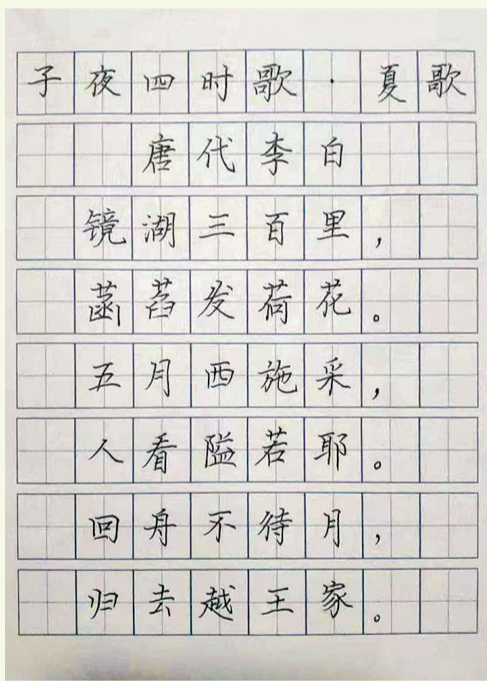 子夜四时歌·夏歌
唐代李白
镜湖三百里，
菡萏发荷花。
五月西施采，
人看隘若耶。
回舟不待月，
归去越王家。